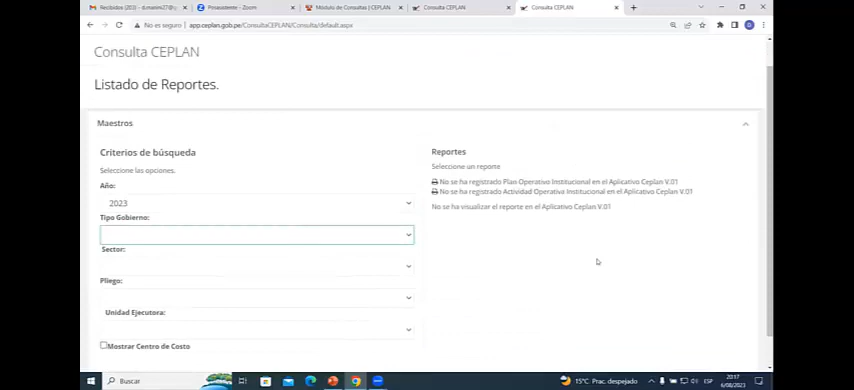 Recibidos (203) - d.marini27@
Posasistente - Zoom
Módulo de Consultas | CEPLAN
Consulta CEPLAN
Consulta CEPLAN
No es seguro | app.ceplan.gob.pe/ConsultaCEPLAN/Consulta/default.aspx
Consulta CEPLAN
Listado de Reportes.
Maestros
Criterios de búsqueda
Seleccione las opciones.
Año:
2023
Tipo Gobierno:
Sector:
Pliego:
Unidad Ejecutora:
Mostrar Centro de Costo
Reportes
Seleccione un reporte
No se ha registrado Plan Operativo Institucional en el Aplicativo Ceplan V.01
No se ha registrado Actividad Operativa Institucional en el Aplicativo Ceplan V.01
No se ha visualizar el reporte en el Aplicativo Ceplan V.01
Buscar
15°C Prac. despejado
ESP
20:17
6/08/2023